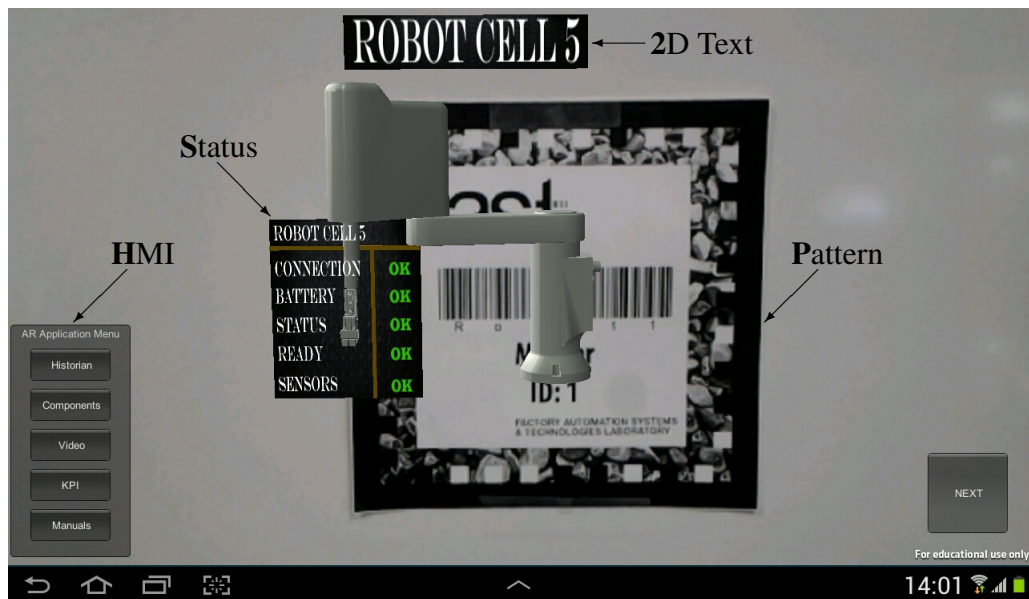 ROBOT CELL 5
2D Text
Status
ROBOT CELL 5
HMI
CONNECTION OK
Pattern
BATTERY OK
STATUS OK
READY OK
SENSORS OK
AR Application Menu
Historian
Components
Video
KPI
Manuals
ID: 1
FACTORY AUTOMATION SYSTEMS
& TECHNOLOGIES LABORATORY
NEXT
For educational use only
14:01